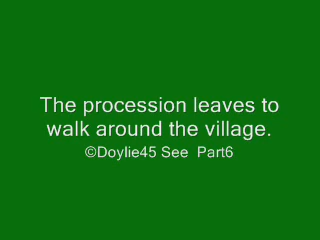 The procession leaves to
walk around the village.
©Doylie45 See  Part6